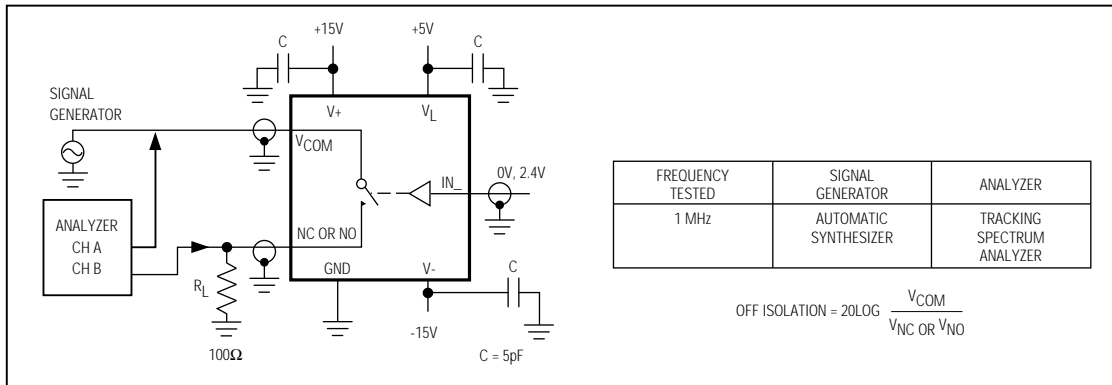 +15V
+5V
C
C
SIGNAL
GENERATOR
V+
VL
VCOM
IN_
0V, 2.4V
ANALYZER
CH A
CH B
NC OR NO
GND
V-
C
RL
-15V
100Ω
C = 5pF
FREQUENCY
TESTED
SIGNAL
GENERATOR
ANALYZER
1 MHz
AUTOMATIC
SYNTHESIZER
TRACKING
SPECTRUM
ANALYZER
OFF ISOLATION = 20LOG VCOM
VNC OR VNO